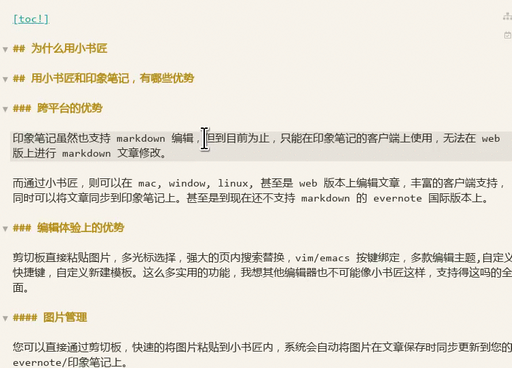 [toc!]
## 为什么用小书匠
## 用小书匠和印象笔记，有哪些优势
### 跨平台的优势
印象笔记虽然也支持 markdown 编辑，但到目前为止，只能在印象笔记的客户端上使用，无法在 web
版上进行 markdown 文章修改。
而通过小书匠，则可以在 mac, window, linux, 甚至是 web 版本上编辑文章，丰富的客户端支持，
同时可以将文章同步到印象笔记上。甚至是到现在还不支持 markdown 的 evernote 国际版本上。
### 编辑体验上的优势
剪切板直接粘贴图片，多光标选择，强大的页内搜索替换，vim/emacs 按键绑定，多款编辑主题,自定义
快捷键，自定义新建模板。这么多实用的功能，我想其他编辑器也不可能像小书匠这样，支持得这吗的全
面。
#### 图片管理
您可以直接通过剪切板，快速的将图片粘贴到小书匠内，系统会自动将图片在文章保存时同步更新到您的
evernote/印象笔记上。